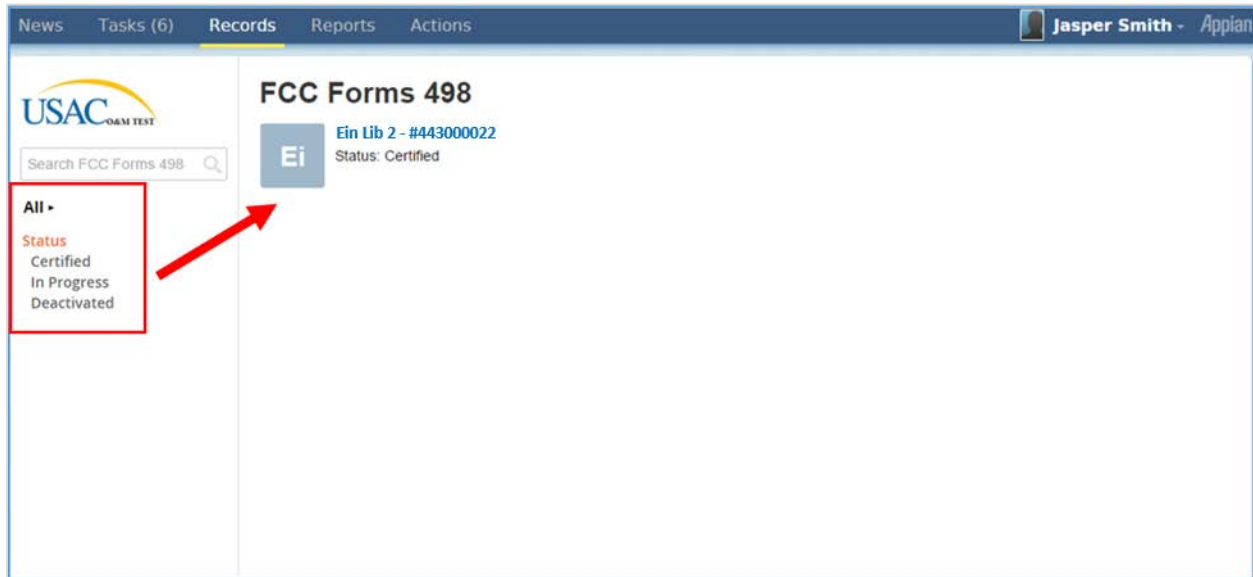 News Tasks (6) Records Reports Actions Jasper Smith Appian
USAC O&M TEST
Search FCC Forms 498
All
Status
Certified
In Progress
Deactivated
FCC Forms 498
Ei
Ein Lib 2 - #443000022
Status: Certified